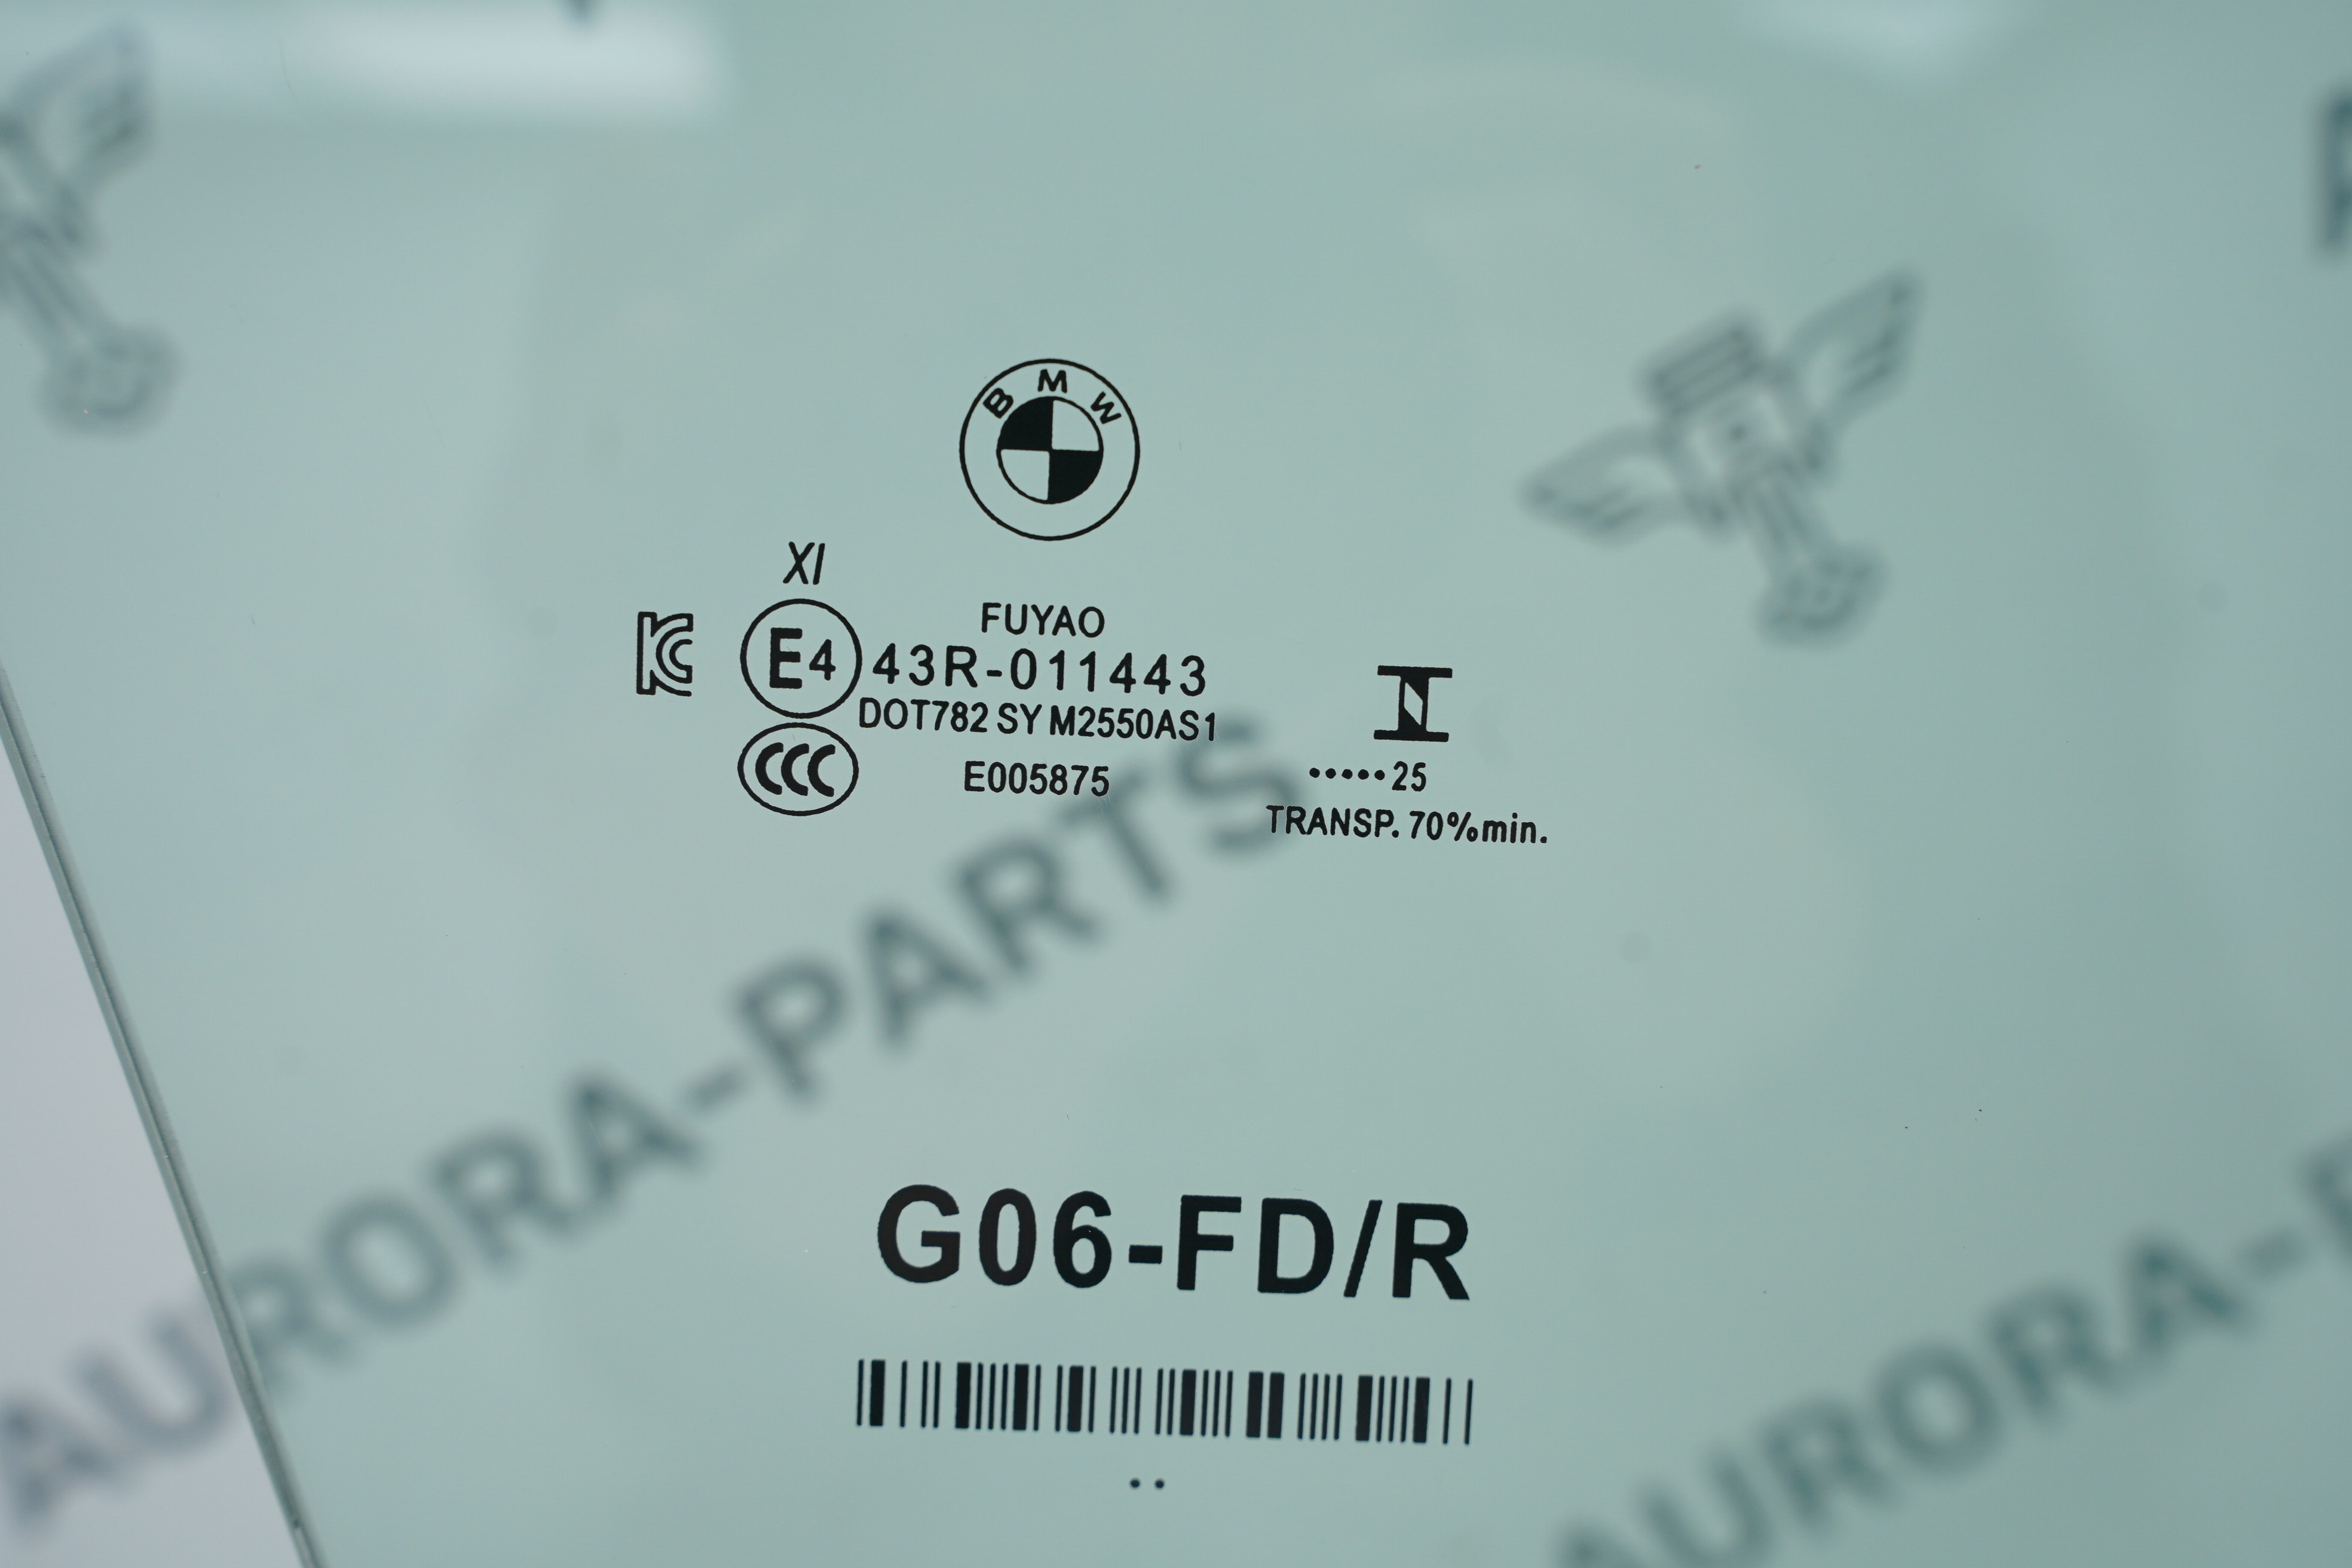 BMW
XI
FUYAO
KC
E4 43R-011443
DOT782 SY M2550AS1
CCC
E005875
·····25
TRANSP. 70%min.
AURORA-PARTS
G06-FD/R
AURORA-